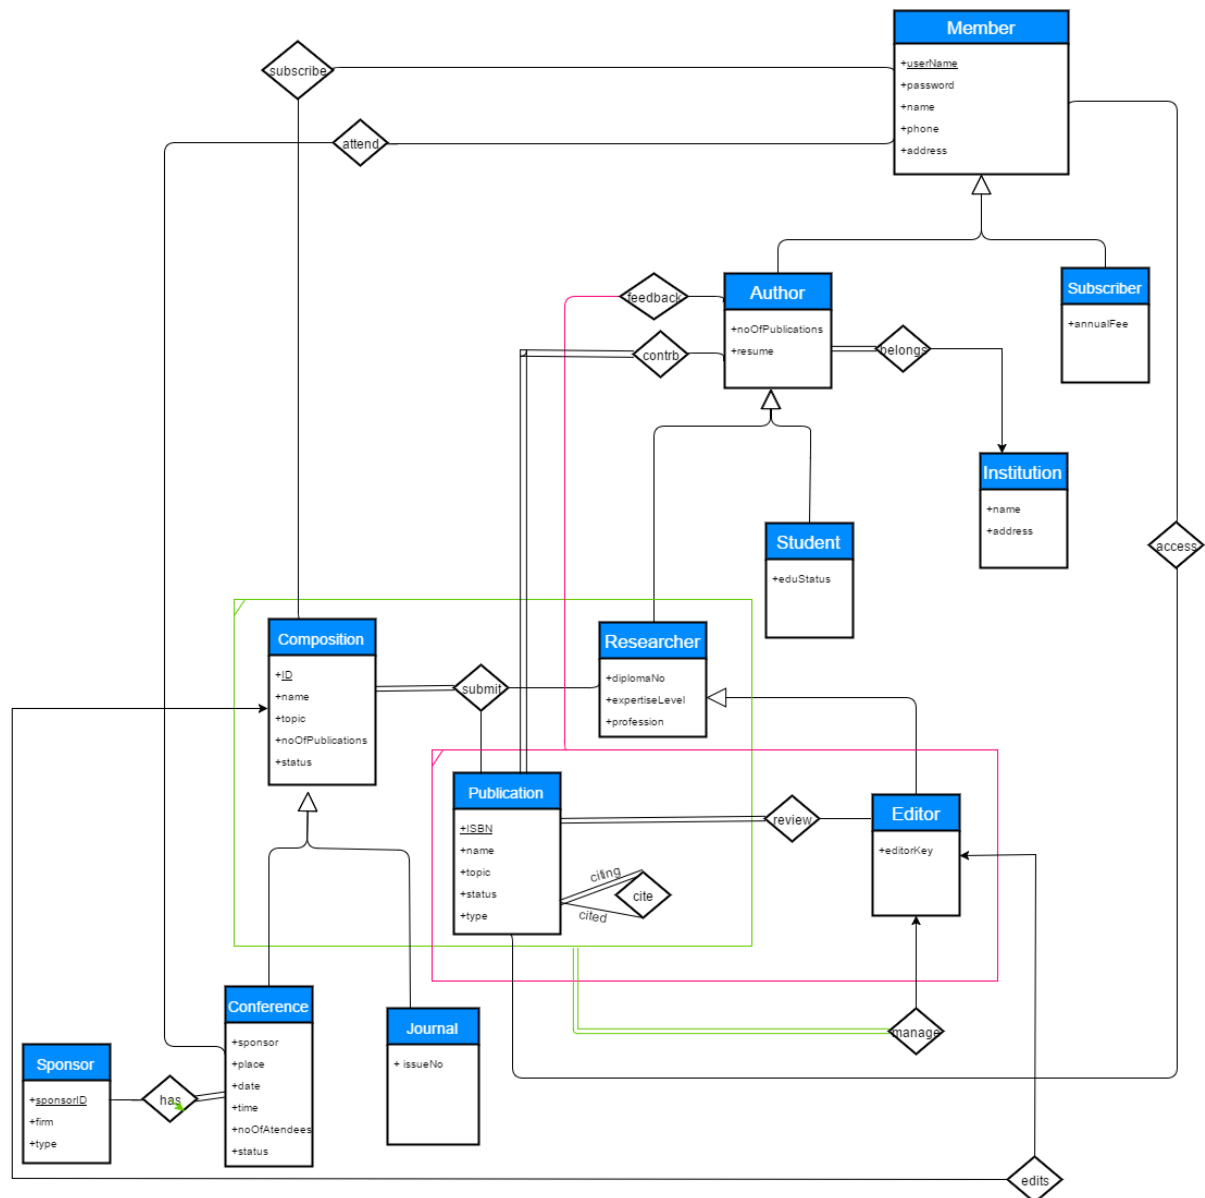 Member
+userName
+password
+name
+phone
+address
subscribe
attend
Author
+noOfPublications
+resume
Subscriber
+annualFee
feedback
contrb
belongs
Institution
+name
+address
Student
+eduStatus
access
Composition
+ID
+name
+topic
+noOfPublications
+status
submit
Researcher
+diplomaNo
+expertiseLevel
+profession
Publication
+ISBN
+name
+topic
+status
+type
review
Editor
+editorKey
citing
cite
cited
Conference
+sponsor
+place
+date
+time
+noOfAtendees
+status
Journal
+ issueNo
manage
Sponsor
+sponsorID
+firm
+type
has
edits